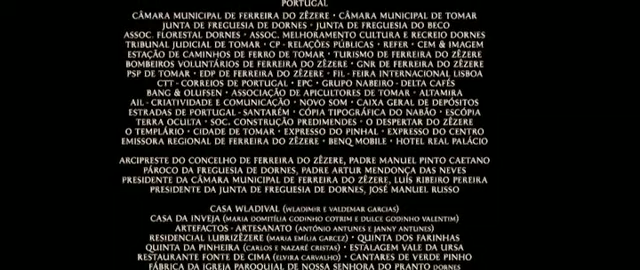 PORTUGAL
CÂMARA MUNICIPAL DE FERREIRA DO ZÊZERE · CÂMARA MUNICIPAL DE TOMAR
JUNTA DE FREGUESIA DE DORNES · JUNTA DE FREGUESIA DO BECO
ASSOC. FLORESTAL DORNES · ASSOC. MELHORAMENTO CULTURA E RECREIO DORNES
TRIBUNAL JUDICIAL DE TOMAR · CP · RELAÇÕES PÚBLICAS · REFER · CEM & IMAGEM
ESTAÇÃO DE CAMINHOS DE FERRO DE TOMAR · TURISMO DE FERREIRA DO ZÊZERE
BOMBEIROS VOLUNTÁRIOS DE FERREIRA DO ZÊZERE · GNR DE FERREIRA DO ZÊZERE
PSP DE TOMAR · EDP DE FERREIRA DO ZÊZERE · FIL - FEIRA INTERNACIONAL LISBOA
CTT - CORREIOS DE PORTUGAL · EPC · GRUPO NABEIRO · DELTA CAFÉS
BANG & OLUFSEN · ASSOCIAÇÃO DE APICULTORES DE TOMAR · ALTAMIRA
AIL - CRIATIVIDADE E COMUNICAÇÃO · NOVO SOM · CAIXA GERAL DE DEPÓSITOS
ESTRADAS DE PORTUGAL - SANTARÉM · CÓPIA TIPOGRÁFICA DO NABÃO · ESCÓPIA
TERRA OCULTA · SOC. CONSTRUÇÃO PREDIMENDES · O DESPERTAR DO ZÊZERE
O TEMPLÁRIO · CIDADE DE TOMAR · EXPRESSO DO PINHAL · EXPRESSO DO CENTRO
EMISSORA REGIONAL DE FERREIRA DO ZÊZERE · BENQ MOBILE · HOTEL REAL PALÁCIO
ARCIPRESTE DO CONCELHO DE FERREIRA DO ZÊZERE, PADRE MANUEL PINTO CAETANO
PÁROCO DA FREGUESIA DE DORNES, PADRE ARTUR MENDONÇA DAS NEVES
PRESIDENTE DA CÂMARA MUNICIPAL DE FERREIRA DO ZÊZERE, LUÍS RIBEIRO PEREIRA
PRESIDENTE DA JUNTA DE FREGUESIA DE DORNES, JOSÉ MANUEL RUSSO
CASA WLADIVAL (WLADIMIR E VALDEMAR GARCIAS)
CASA DA INVEJA (MARIA DOMITÍLIA GODINHO COTRIM E DULCE GODINHO VALENTIM)
ARTEFACTOS · ARTESANATO (ANTÓNIO ANTUNES E JANNY ANTUNES)
RESIDENCIAL LUBRIZÊZERE (MARIA EMÍLIA GARCEZ) · QUINTA DOS FARINHAS
QUINTA DA PINHEIRA (CARLOS E NAZARÉ CRISTAS) · ESTALAGEM VALE DA URSA
RESTAURANTE FONTE DE CIMA (ELVIRA CARVALHO) · CANTARES DE VERDE PINHO
FÁBRICA DA IGREJA PAROQUIAL DE NOSSA SENHORA DO PRANTO DORNES